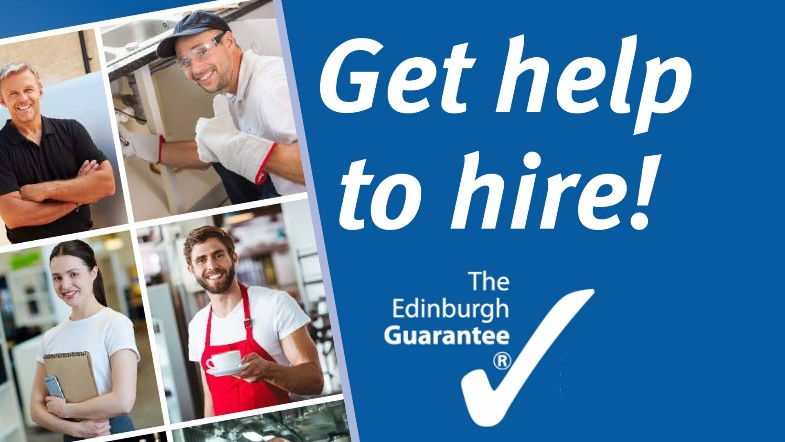 Get help
to hire!
The
Edinburgh
Guarantee
®